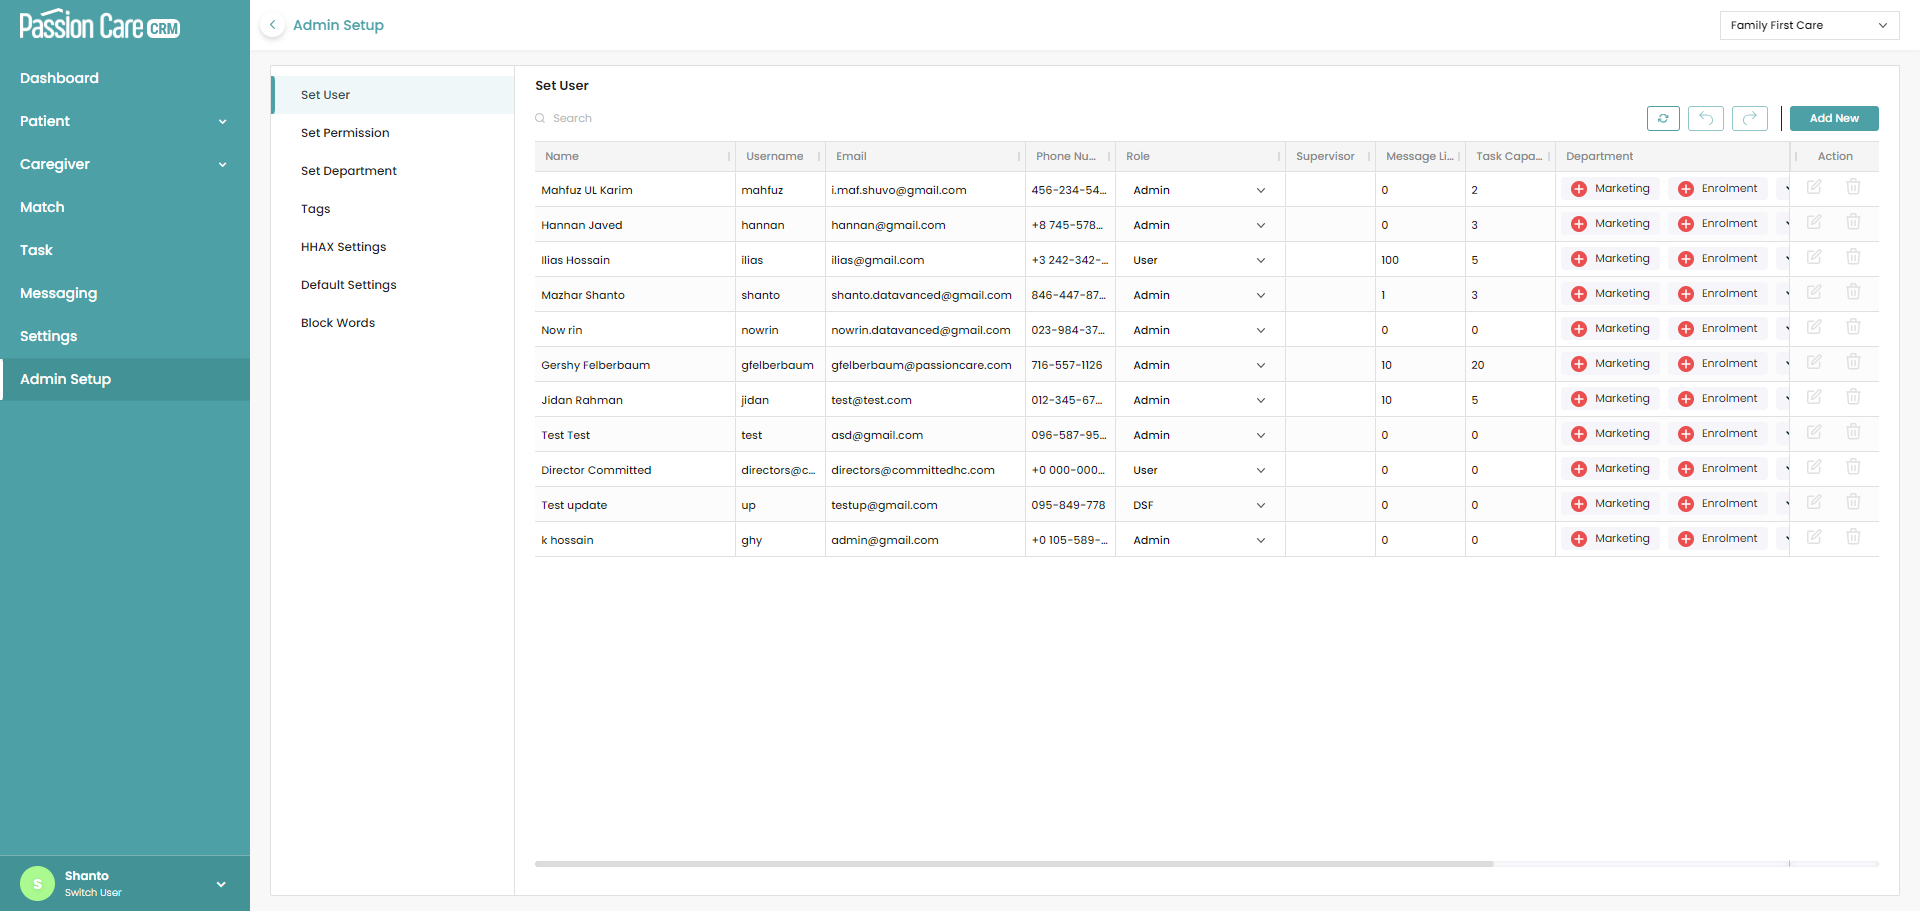 Passion Care CRM
Dashboard
Patient
Caregiver
Match
Task
Messaging
Settings
Admin Setup
S
Shanto
Switch User
Admin Setup
Family First Care
Set User
Set Permission
Set Department
Tags
HHAX Settings
Default Settings
Block Words
Set User
Search
Add New
Name Username Email Phone Nu... Role Supervisor Message Li... Task Capa... Department Action
Mahfuz UL Karim mahfuz i.maf.shuvo@gmail.com 456-234-54... Admin 0 2 Marketing Enrolment
Hannan Javed hannan hannan@gmail.com +8 745-578... Admin 0 3 Marketing Enrolment
Ilias Hossain ilias ilias@gmail.com +3 242-342-... User 100 5 Marketing Enrolment
Mazhar Shanto shanto shanto.datavanced@gmail.com 846-447-87... Admin 1 3 Marketing Enrolment
Now rin nowrin nowrin.datavanced@gmail.com 023-984-37... Admin 0 0 Marketing Enrolment
Gershy Felberbaum gfelberbaum gfelberbaum@passioncare.com 716-557-1126 Admin 10 20 Marketing Enrolment
Jidan Rahman jidan test@test.com 012-345-67... Admin 10 5 Marketing Enrolment
Test Test test asd@gmail.com 096-587-95... Admin 0 0 Marketing Enrolment
Director Committed directors@c... directors@committedhc.com +0 000-000... User 0 0 Marketing Enrolment
Test update up testup@gmail.com 095-849-778 DSF 0 0 Marketing Enrolment
k hossain ghy admin@gmail.com +0 105-589-... Admin 0 0 Marketing Enrolment